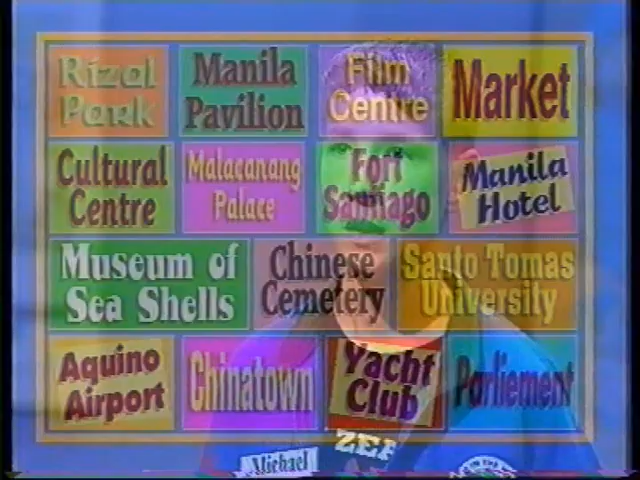 Rizal Park
Manila Pavilion
Film Centre
Market
Cultural Centre
Malacanang Palace
Fort Santiago
Manila Hotel
Museum of Sea Shells
Chinese Cemetery
Santo Tomas University
Aquino Airport
Chinatown
Yacht Club
Parliement
Michael